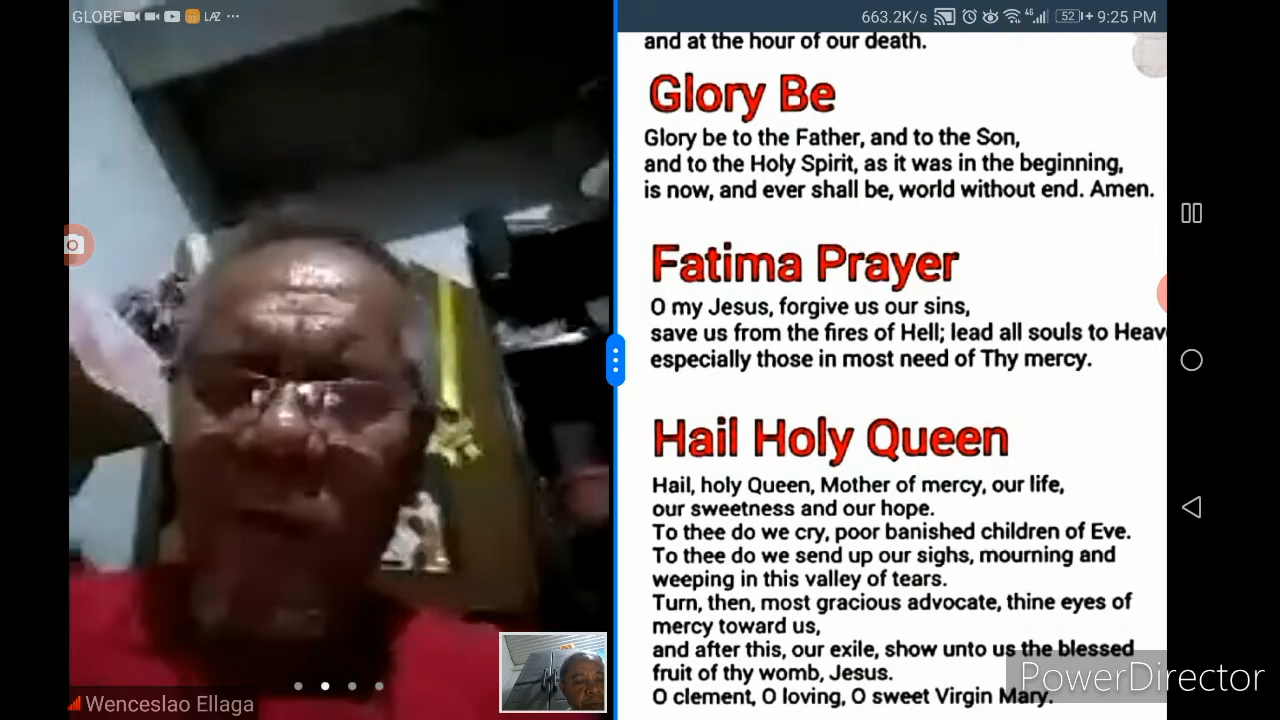 GLOBE LAZ ...
663.2K/s 4G 52 9:25 PM
and at the hour of our death.
Glory Be
Glory be to the Father, and to the Son,
and to the Holy Spirit, as it was in the beginning,
is now, and ever shall be, world without end. Amen.
Fatima Prayer
O my Jesus, forgive us our sins,
save us from the fires of Hell; lead all souls to Heav
especially those in most need of Thy mercy.
Hail Holy Queen
Hail, holy Queen, Mother of mercy, our life,
our sweetness and our hope.
To thee do we cry, poor banished children of Eve.
To thee do we send up our sighs, mourning and
weeping in this valley of tears.
Turn, then, most gracious advocate, thine eyes of
mercy toward us,
and after this, our exile, show unto us the blessed
fruit of thy womb, Jesus.
O clement, O loving, O sweet Virgin Mary.
Wenceslao Ellaga
PowerDirector